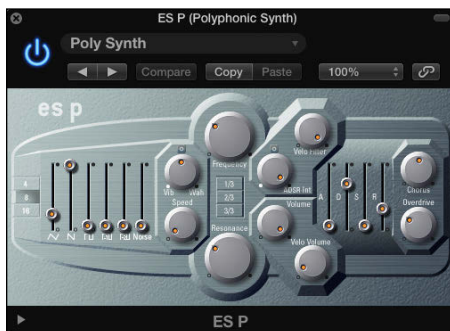 ES P (Polyphonic Synth)
Poly Synth
Compare Copy Paste 100%
es p
4
8
16
Noise
Vib Wah
Speed
Frequency
1/3
2/3
3/3
Resonance
Velo Filter
ADSR Int
Volume
Velo Volume
A D S R
Chorus
Overdrive
ES P